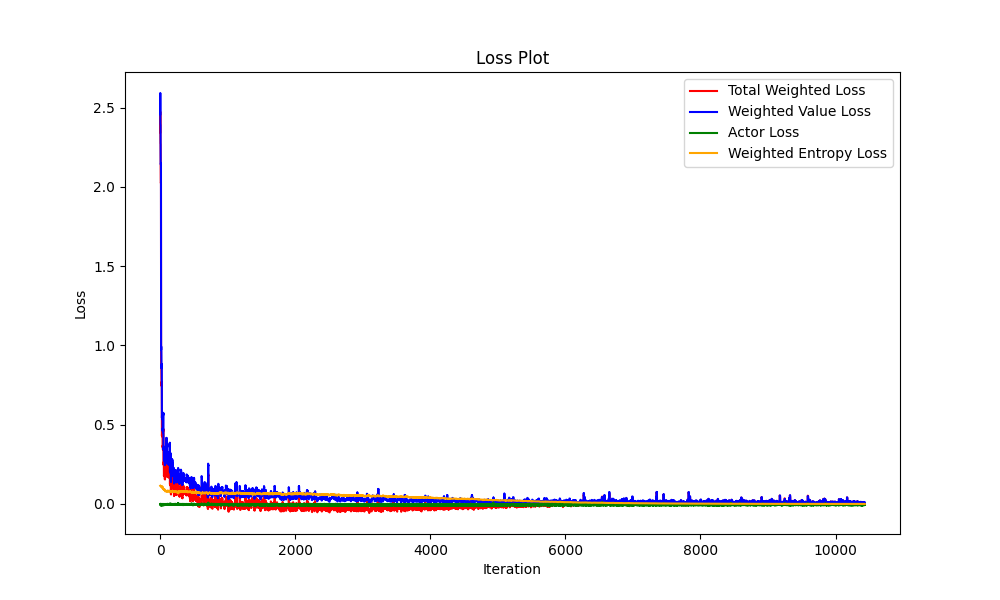 Loss Plot
Total Weighted Loss
Weighted Value Loss
Actor Loss
Weighted Entropy Loss
2.5
2.0
1.5
1.0
0.5
0.0
Loss
0 2000 4000 6000 8000 10000
Iteration